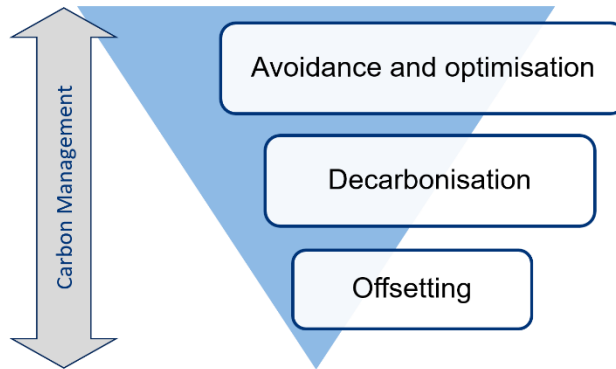 Carbon Management
Avoidance and optimisation
Decarbonisation
Offsetting